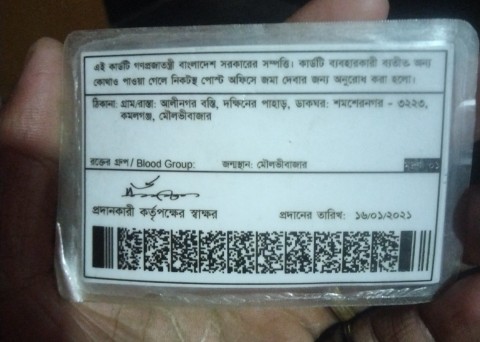 এই কার্ডটি গণপ্রজাতন্ত্রী বাংলাদেশ সরকারের সম্পত্তি। কার্ডটি ব্যবহারকারী ব্যতীত অন্য
কোথাও পাওয়া গেলে নিকটস্থ পোস্ট অফিসে জমা দেবার জন্য অনুরোধ করা হলো।
ঠিকানা: গ্রাম/রাস্তা: আলীনগর বস্তি, দক্ষিনের পাহাড়, ডাকঘর: শমশেরনগর - ৩২২৩,
কমলগঞ্জ, মৌলভীবাজার
রক্তের গ্রুপ / Blood Group: জন্মস্থান: মৌলভীবাজার
প্রদানকারী কর্তৃপক্ষের স্বাক্ষর প্রদানের তারিখ: ১৬/০১/২০২১